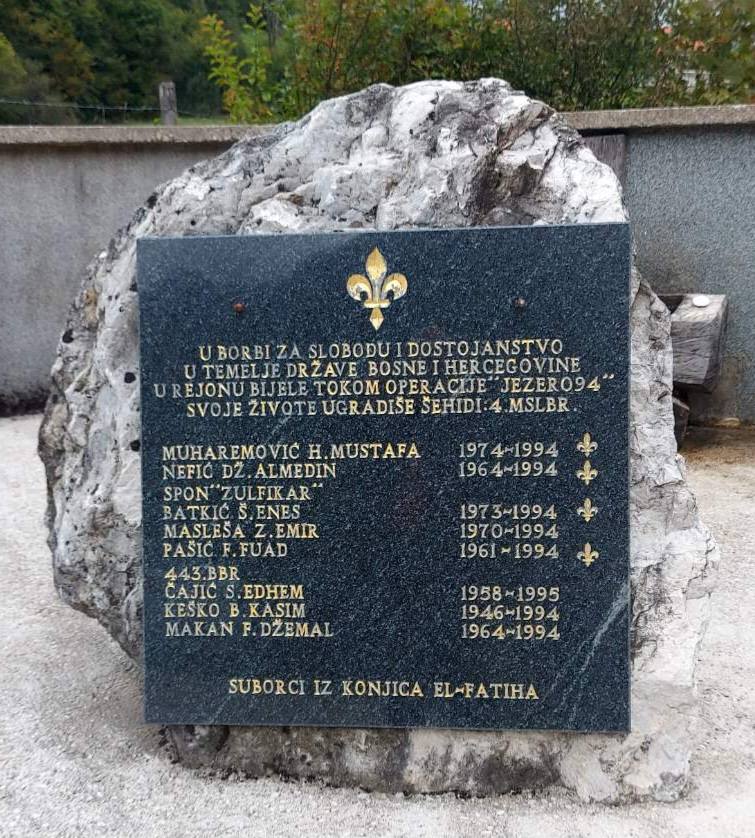 U BORBI ZA SLOBODU I DOSTOJANSTVO
U TEMELJE DRŽAVE BOSNE I HERCEGOVINE
U REJONU BIJELE TOKOM OPERACIJE "JEZERO94"
SVOJE ŽIVOTE UGRADIŠE ŠEHIDI: 4. MSLBR.
MUHAREMOVIĆ H. MUSTAFA 1974~1994
NEFIĆ DŽ. ALMEDIN 1964~1994
SPON "ZULFIKAR"
BATKIĆ Š. ENES 1973~1994
MASLEŠA Z. EMIR 1970~1994
PAŠIĆ F. FUAD 1961~1994
443. BBR
ČAJIĆ S. EDHEM 1958~1995
KEŠKO B. KASIM 1946~1994
MAKAN F. DŽEMAL 1964~1994
SUBORCI IZ KONJICA EL~FATIHA